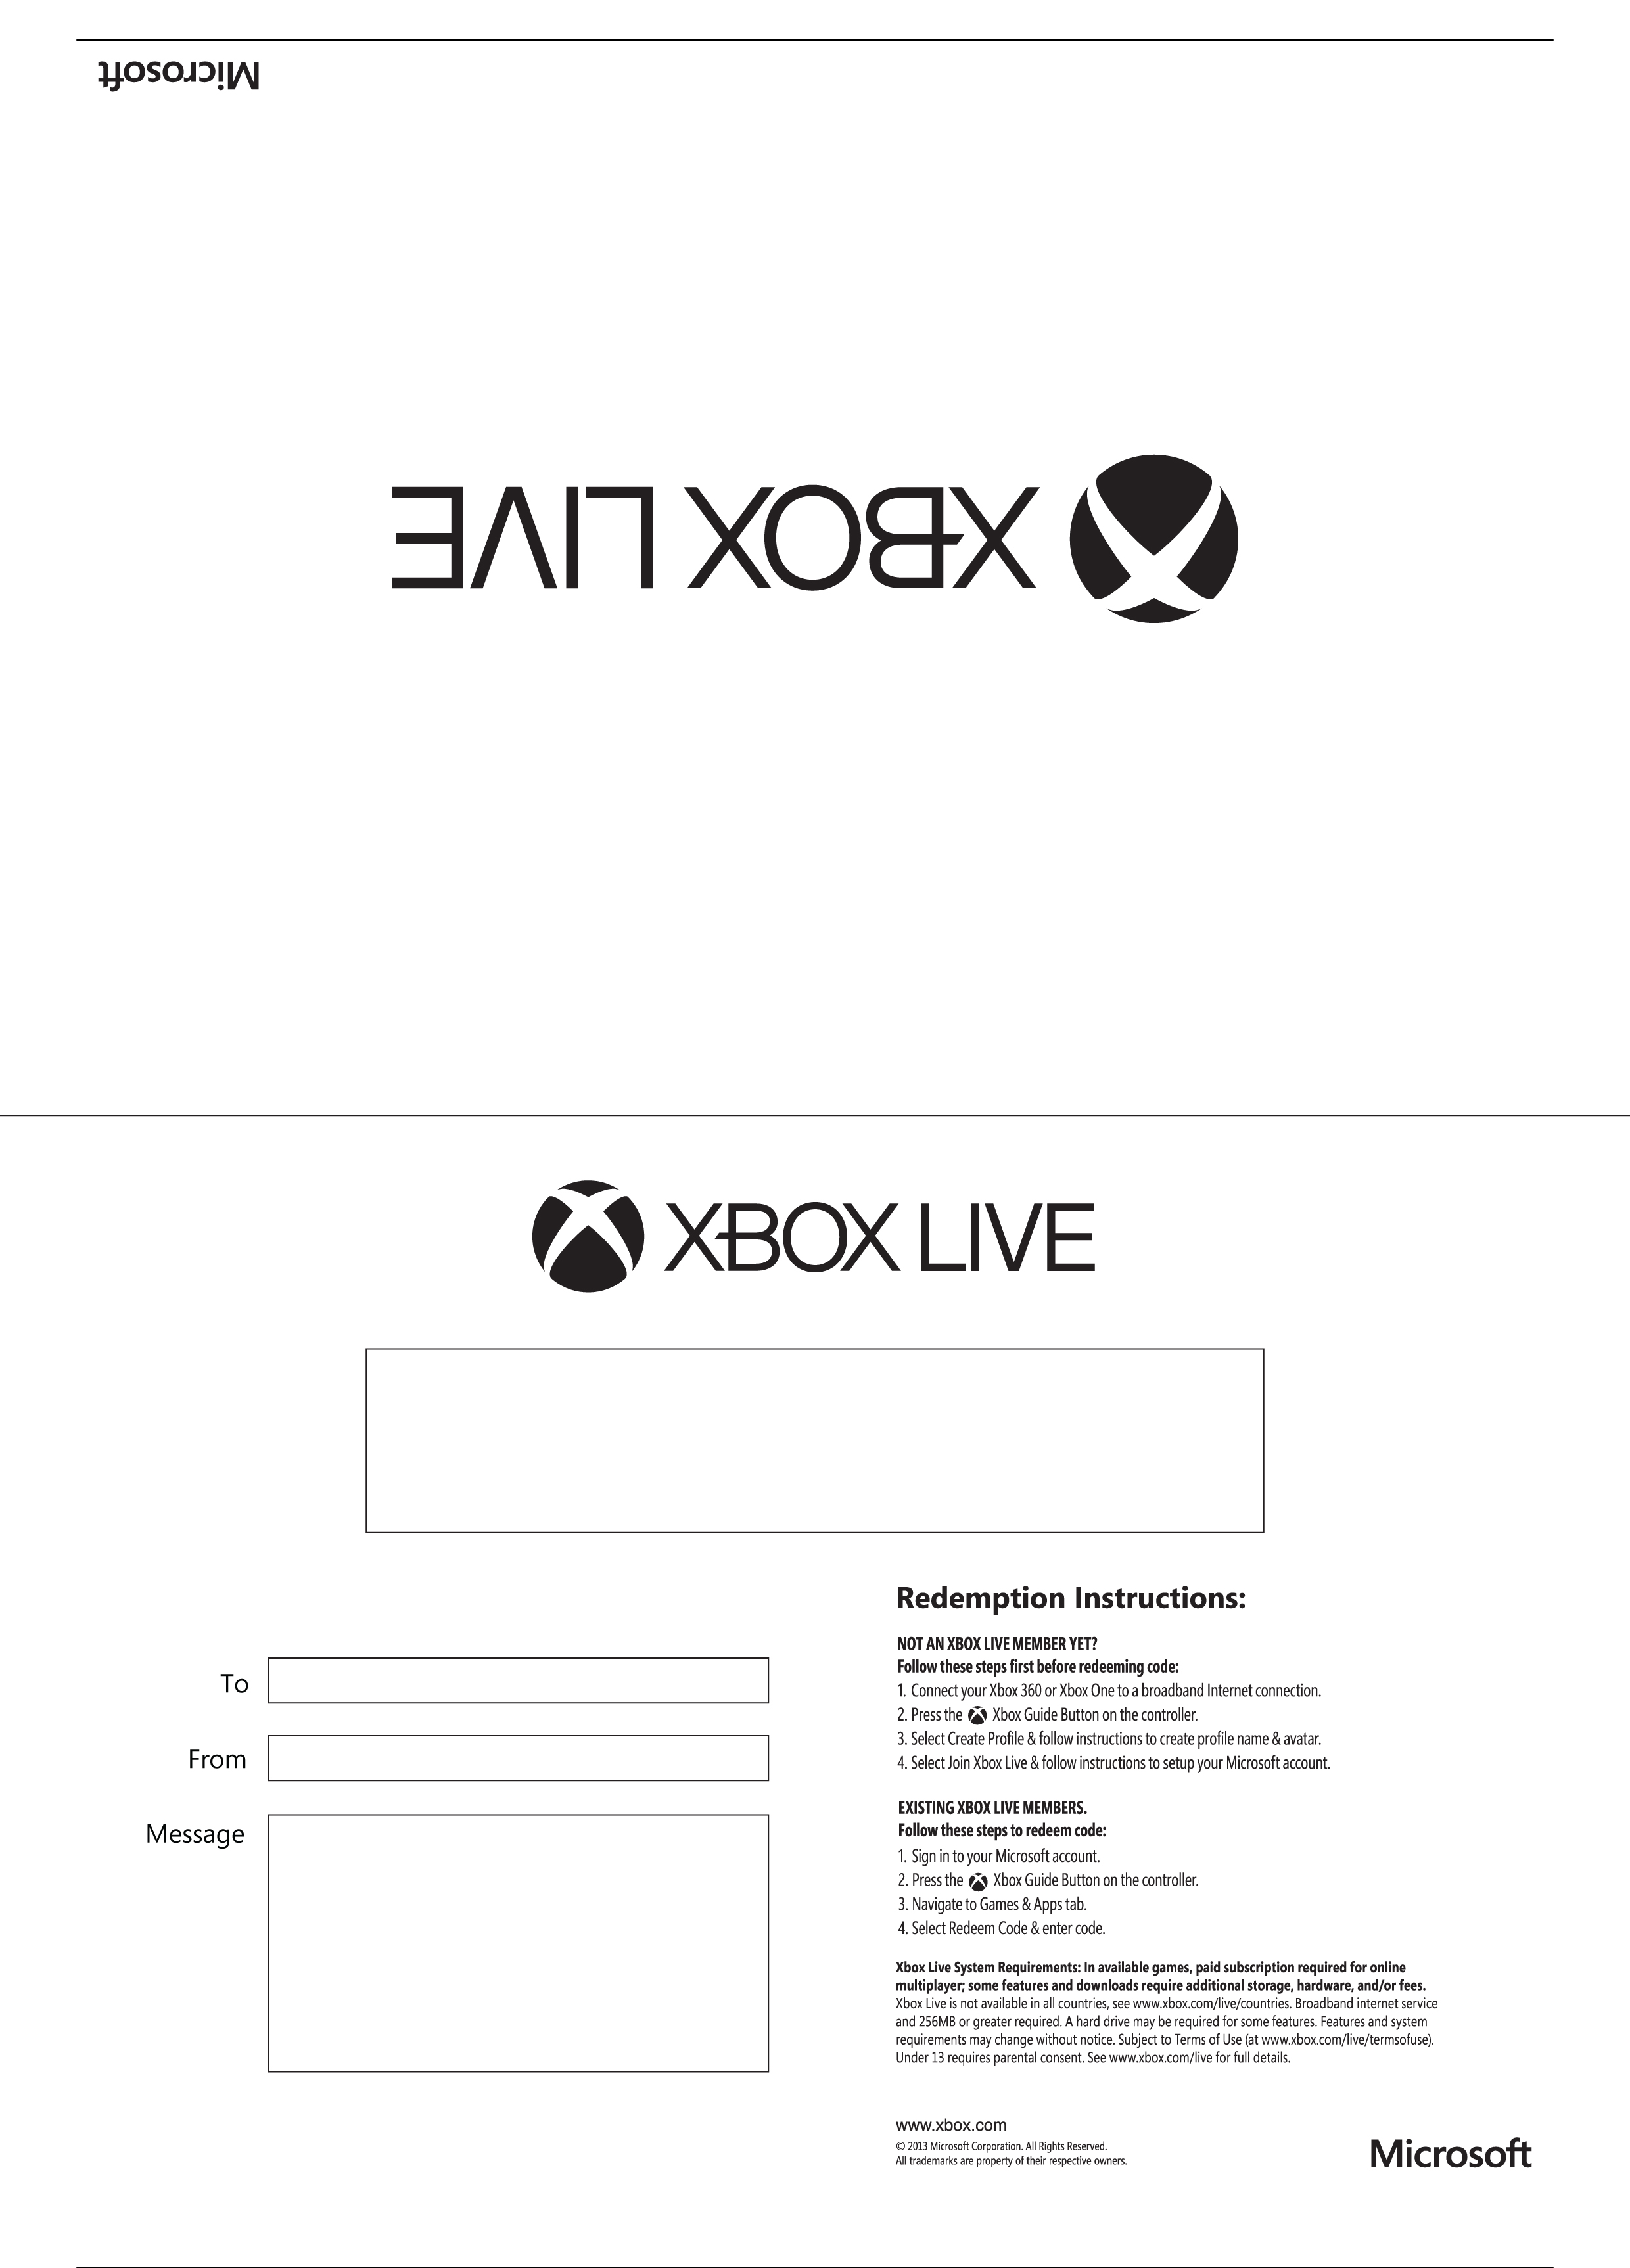 Microsoft
XBOX LIVE
XBOX LIVE
Redemption Instructions:
NOT AN XBOX LIVE MEMBER YET?
Follow these steps first before redeeming code:
1. Connect your Xbox 360 or Xbox One to a broadband Internet connection.
2. Press the Xbox Guide Button on the controller.
3. Select Create Profile & follow instructions to create profile name & avatar.
4. Select Join Xbox Live & follow instructions to setup your Microsoft account.
To
From
Message
EXISTING XBOX LIVE MEMBERS.
Follow these steps to redeem code:
1. Sign in to your Microsoft account.
2. Press the Xbox Guide Button on the controller.
3. Navigate to Games & Apps tab.
4. Select Redeem Code & enter code.
Xbox Live System Requirements: In available games, paid subscription required for online
multiplayer; some features and downloads require additional storage, hardware, and/or fees.
Xbox Live is not available in all countries, see www.xbox.com/live/countries. Broadband internet service
and 256MB or greater required. A hard drive may be required for some features. Features and system
requirements may change without notice. Subject to Terms of Use (at www.xbox.com/live/termsofuse).
Under 13 requires parental consent. See www.xbox.com/live for full details.
www.xbox.com
© 2013 Microsoft Corporation. All Rights Reserved.
All trademarks are property of their respective owners.
Microsoft